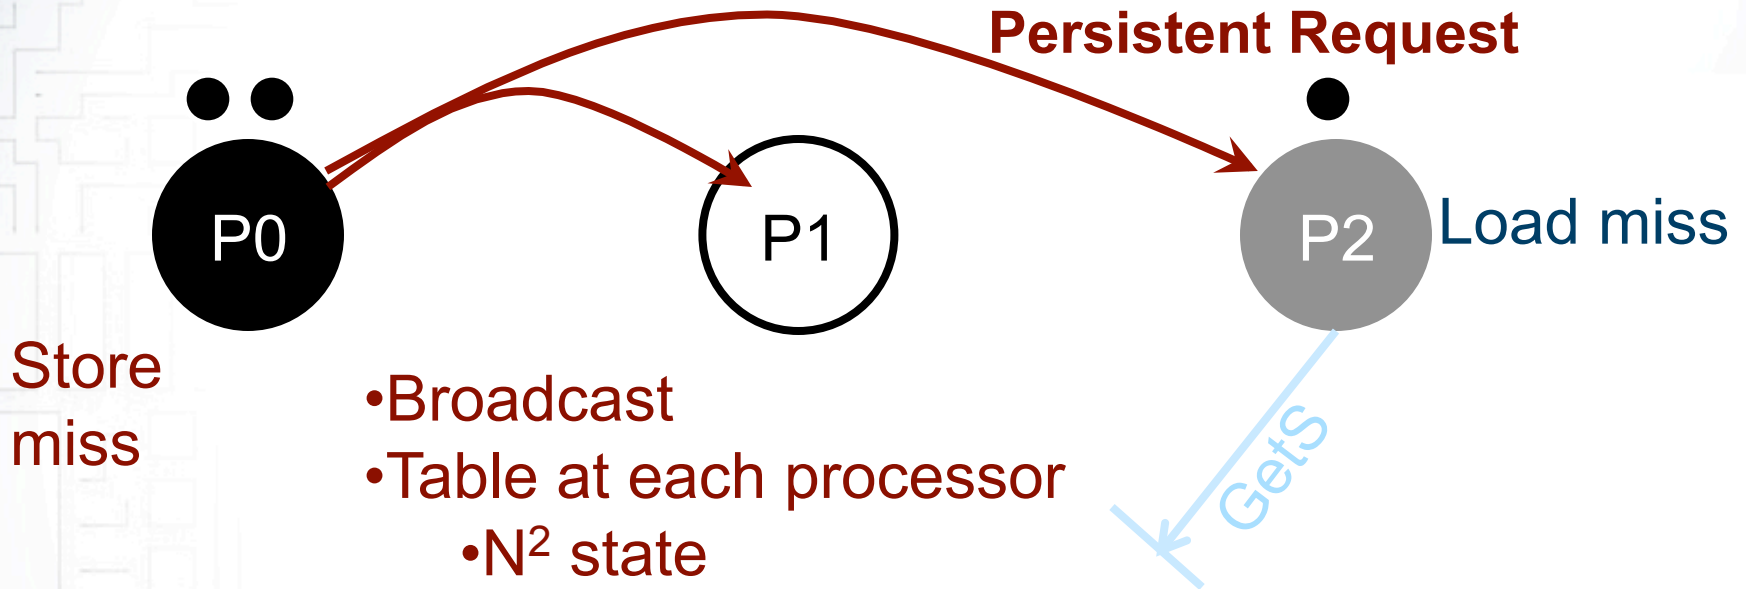 Persistent Request
P0
P1
P2
Load miss
Store
miss
•Broadcast
•Table at each processor
•N² state
GetS